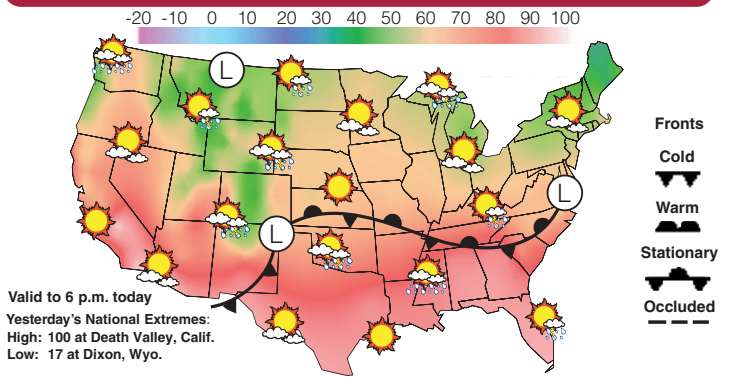 -20 -10 0 10 20 30 40 50 60 70 80 90 100
L
L
L
Fronts
Cold
Warm
Stationary
Occluded
Valid to 6 p.m. today
Yesterday's National Extremes:
High: 100 at Death Valley, Calif.
Low: 17 at Dixon, Wyo.